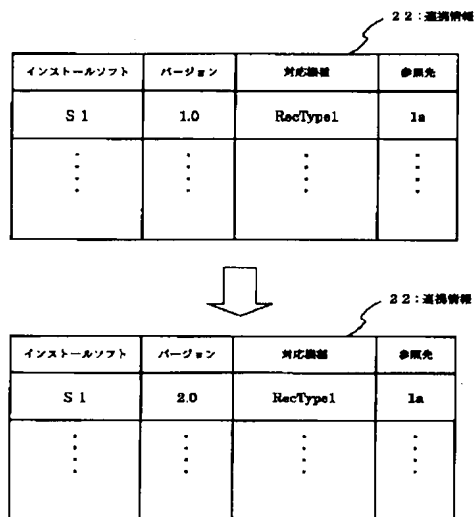 22:連携情報
インストールソフト バージョン 対応機種 参照先
S1 1.0 RecType1 1a
22:連携情報
インストールソフト バージョン 対応機種 参照先
S1 2.0 RecType1 1a